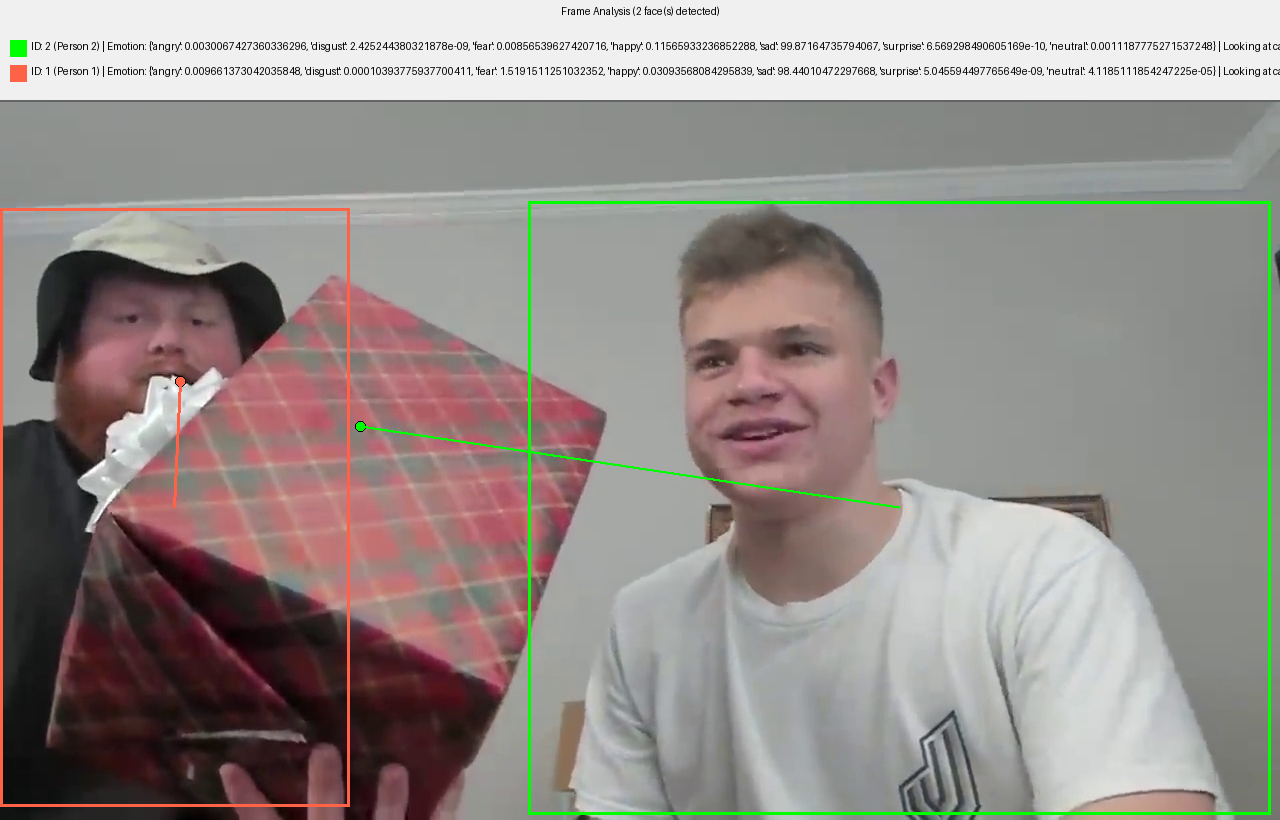 Frame Analysis (2 face(s) detected)
ID: 2 (Person 2) | Emotion: {'angry': 0.0030067427360336296, 'disgust': 2.425244380321878e-09, 'fear': 0.00856539627420716, 'happy': 0.11565933238652288, 'sad': 99.87164735794067, 'surprise': 6.569298490605169e-10, 'neutral': 0.0011187775271537248} | Looking at ca
ID: 1 (Person 1) | Emotion: {'angry': 0.009661373042035848, 'disgust': 0.00010393775937700411, 'fear': 1.5191511251032352, 'happy': 0.03093568084295839, 'sad': 98.44010472297668, 'surprise': 5.045594497765649e-09, 'neutral': 4.1185111854247225e-05} | Looking at ca